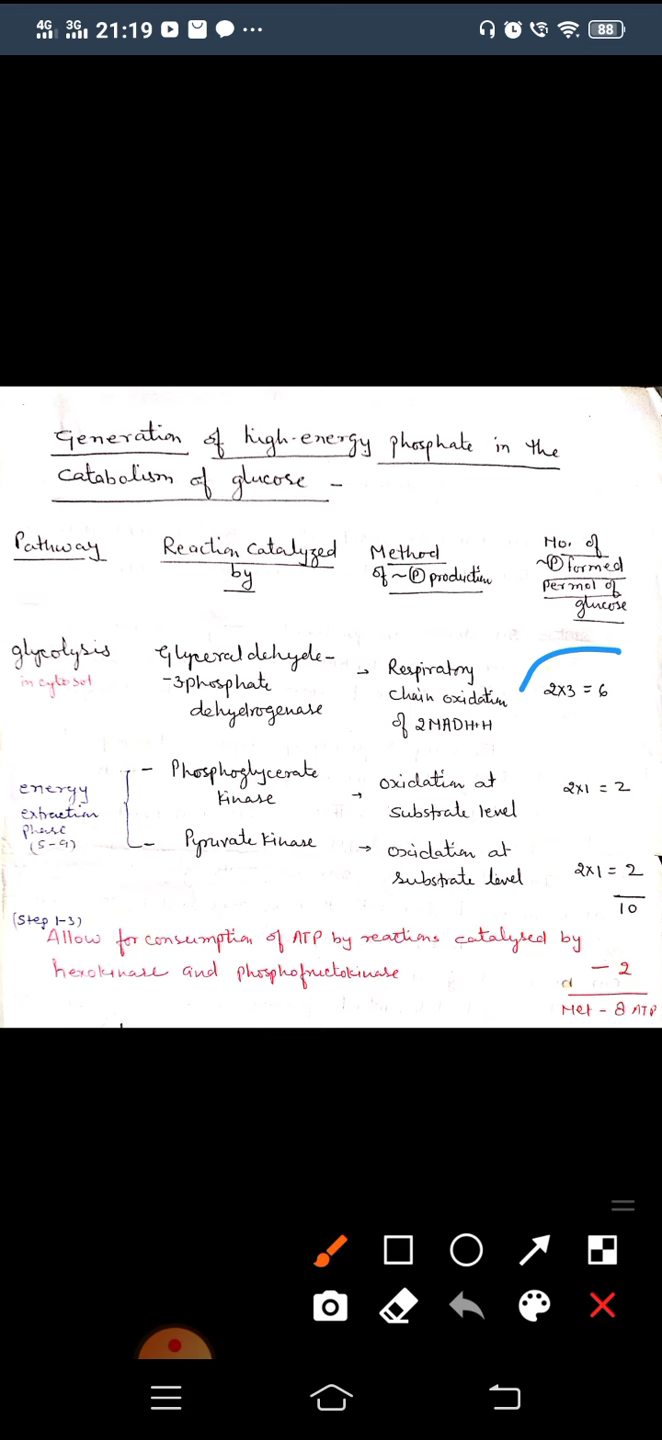 4G 3G 21:19 88
Generation of high-energy phosphate in the
Catabolism of glucose -
Pathway Reaction Catalyzed by Method of ~P production No. of ~P formed permol of glucose
glycolysis
in cytosol
Glyceraldehyde-
-3phosphate
dehydrogenase
→ Respiratory
chain oxidation
of 2NADH·H
2x3 = 6
energy
extraction
phase
(5-9)
- Phosphoglycerate
kinase
→ oxidation at
substrate level
2x1 = 2
- Pyruvate kinase
→ oxidation at
substrate level
2x1 = 2
10
(Step 1-3)
Allow for consumption of ATP by reactions catalysed by
hexokinase and phosphofructokinase
- 2
Net - 8 ATP